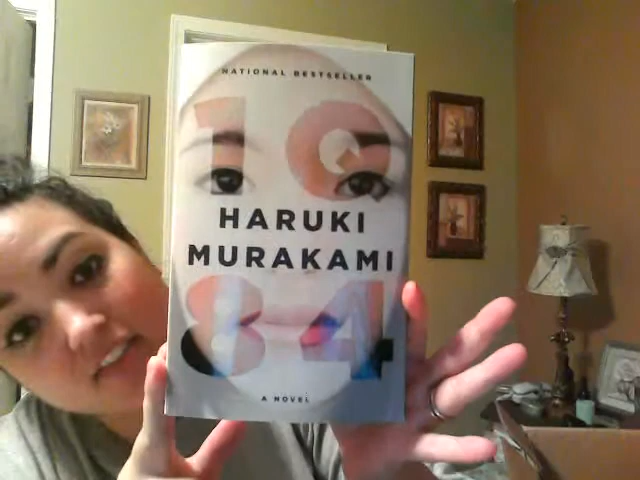 NATIONAL BESTSELLER
1Q
HARUKI
MURAKAMI
84
A NOVEL